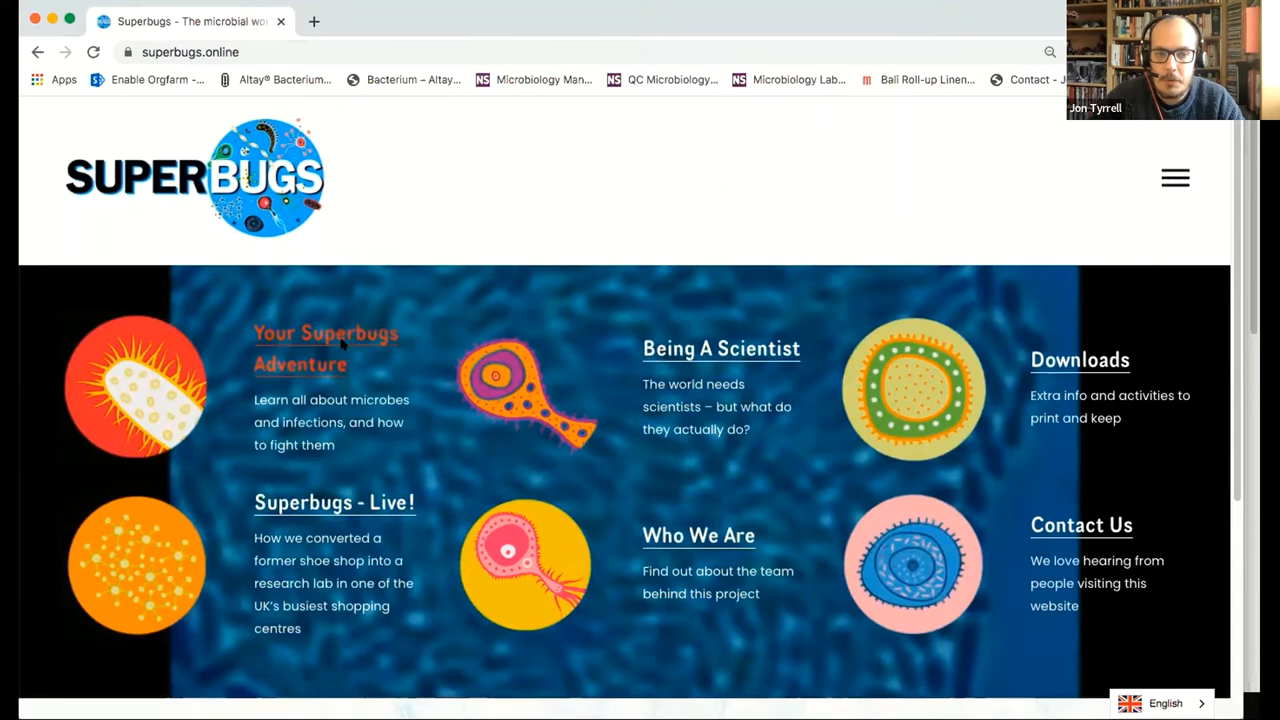 Superbugs - The microbial wo
superbugs.online
Apps
Enable Orgfarm -...
Altay® Bacterium...
Bacterium – Altay...
Microbiology Man...
QC Microbiology...
Microbiology Lab...
Bali Roll-up Linen...
Contact - J
Jon Tyrrell
SUPERBUGS
Your Superbugs
Adventure
Learn all about microbes
and infections, and how
to fight them
Being A Scientist
The world needs
scientists – but what do
they actually do?
Downloads
Extra info and activities to
print and keep
Superbugs - Live!
How we converted a
former shoe shop into a
research lab in one of the
UK's busiest shopping
centres
Who We Are
Find out about the team
behind this project
Contact Us
We love hearing from
people visiting this
website
English